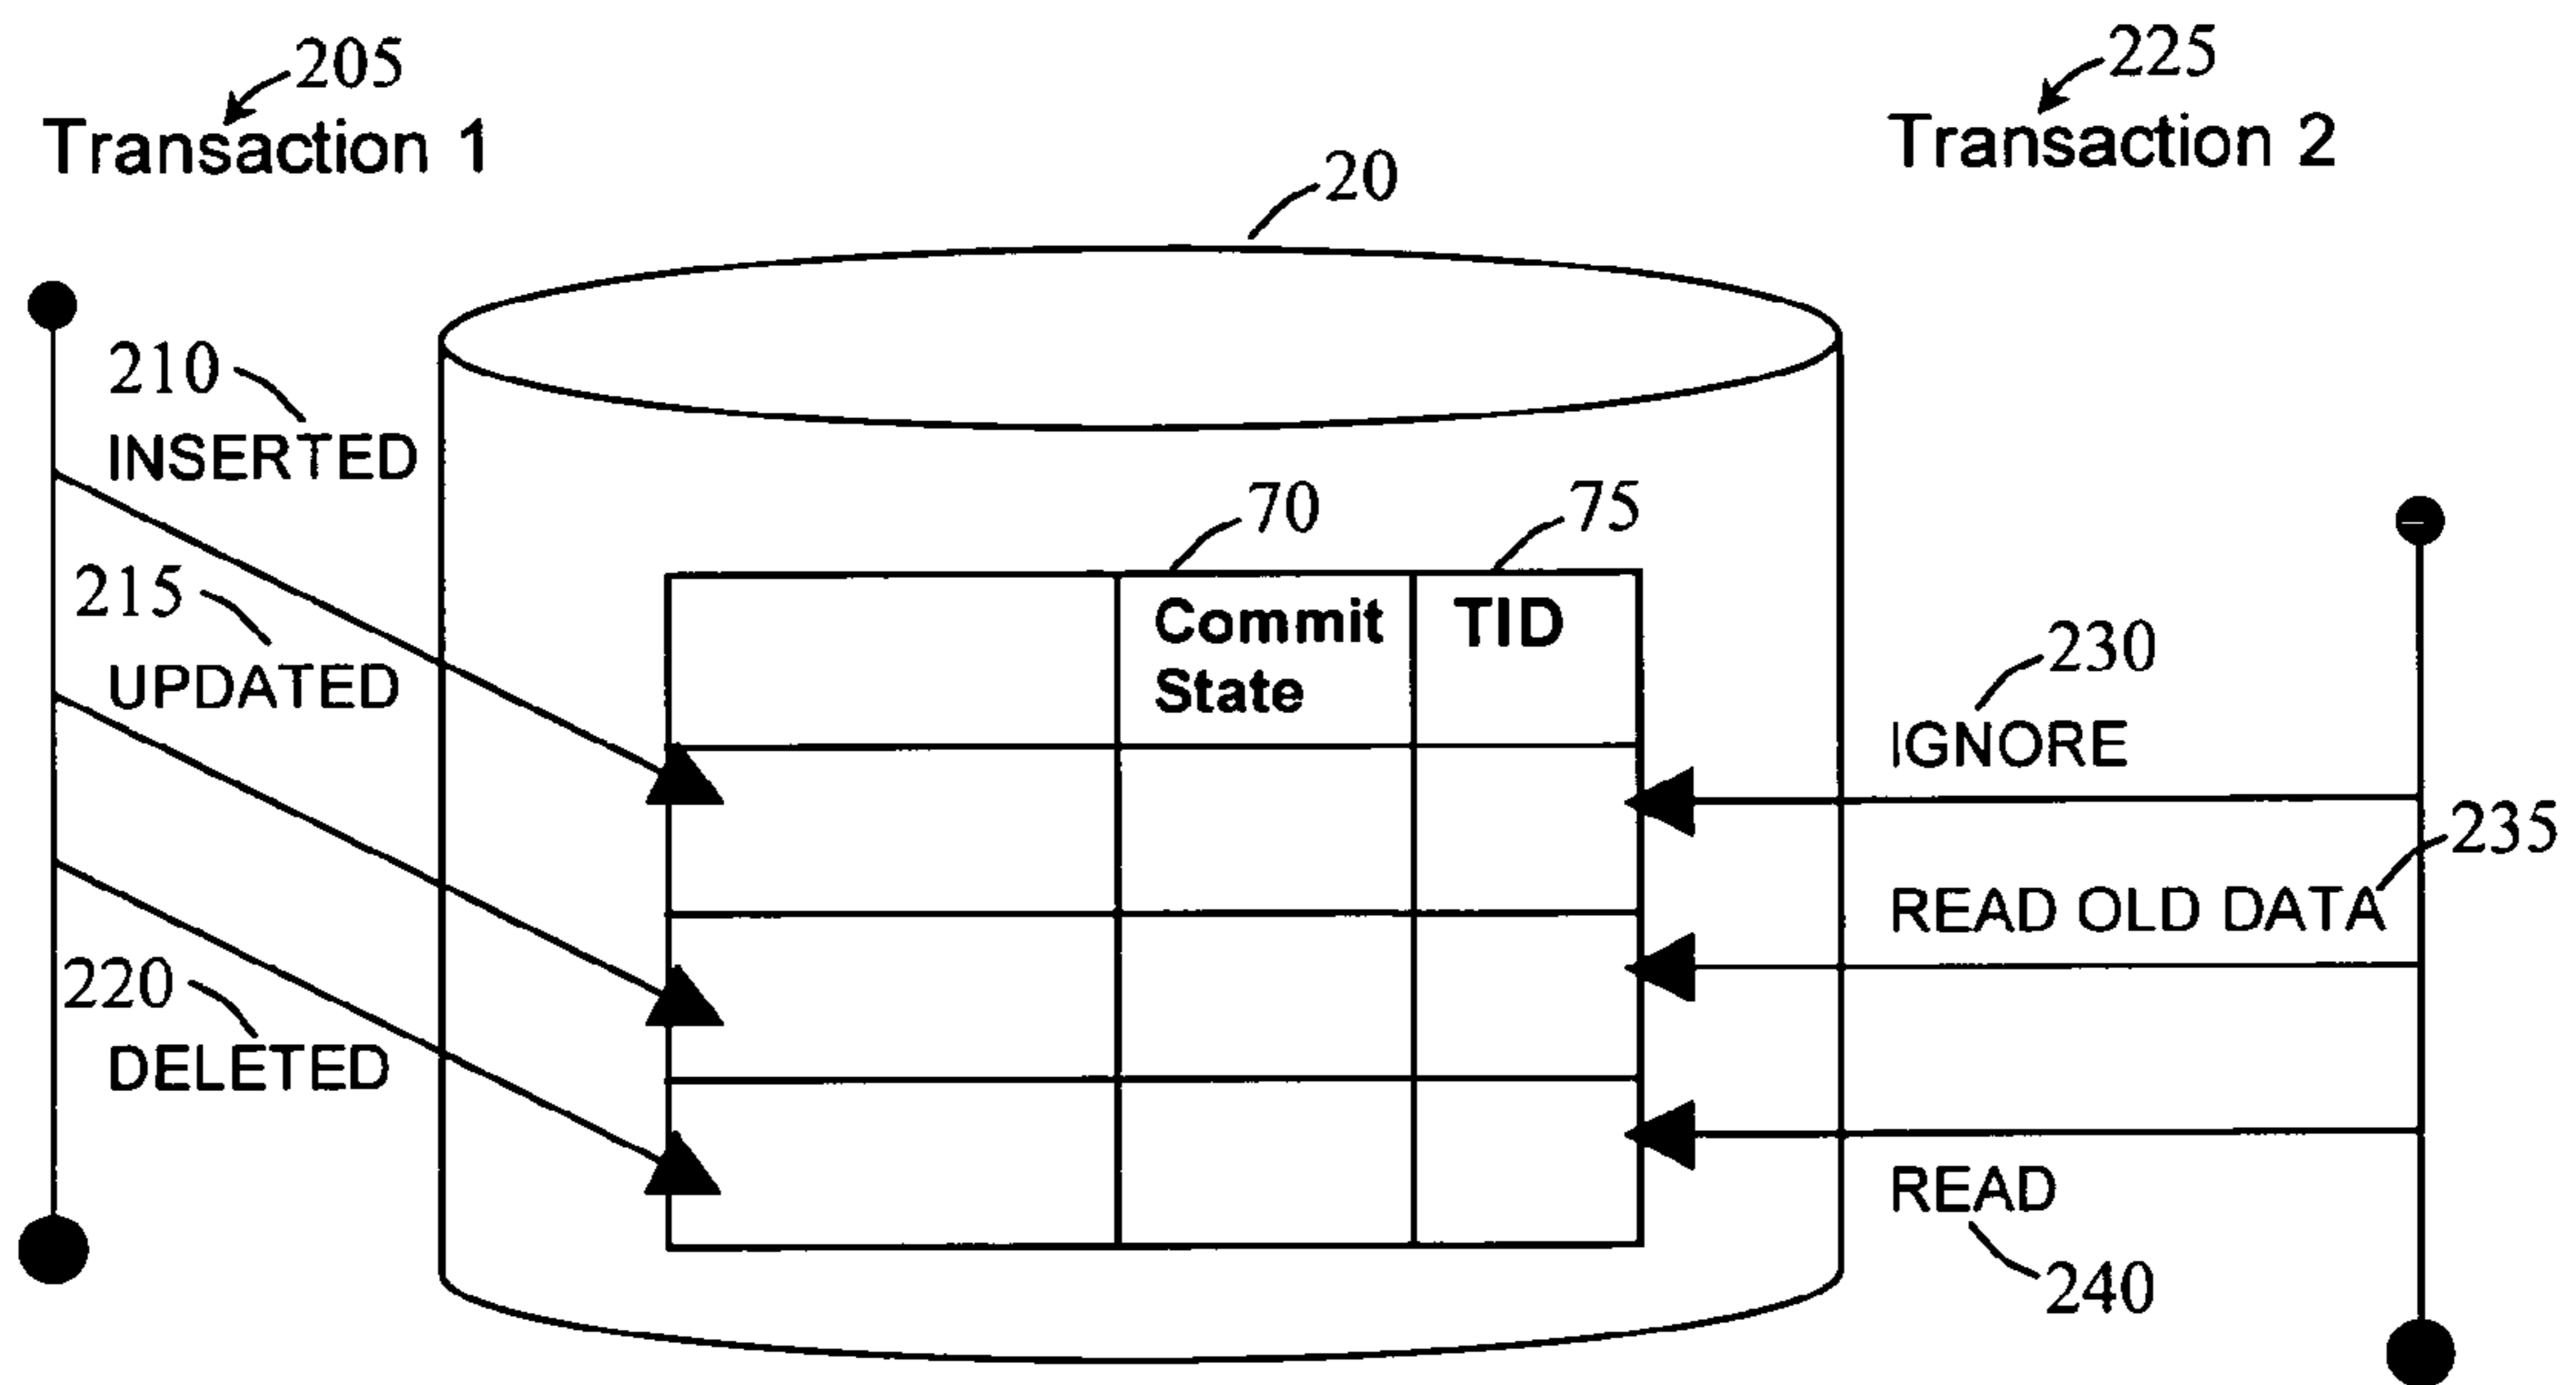 205
Transaction 1
225
Transaction 2
20
210
INSERTED
70
75
215
UPDATED
Commit
State
TID
230
IGNORE
235
READ OLD DATA
220
DELETED
READ
240